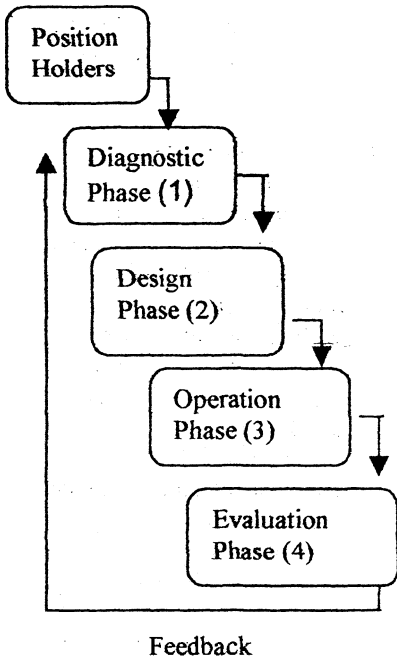 Position
Holders
Diagnostic
Phase (1)
Design
Phase (2)
Operation
Phase (3)
Evaluation
Phase (4)
Feedback